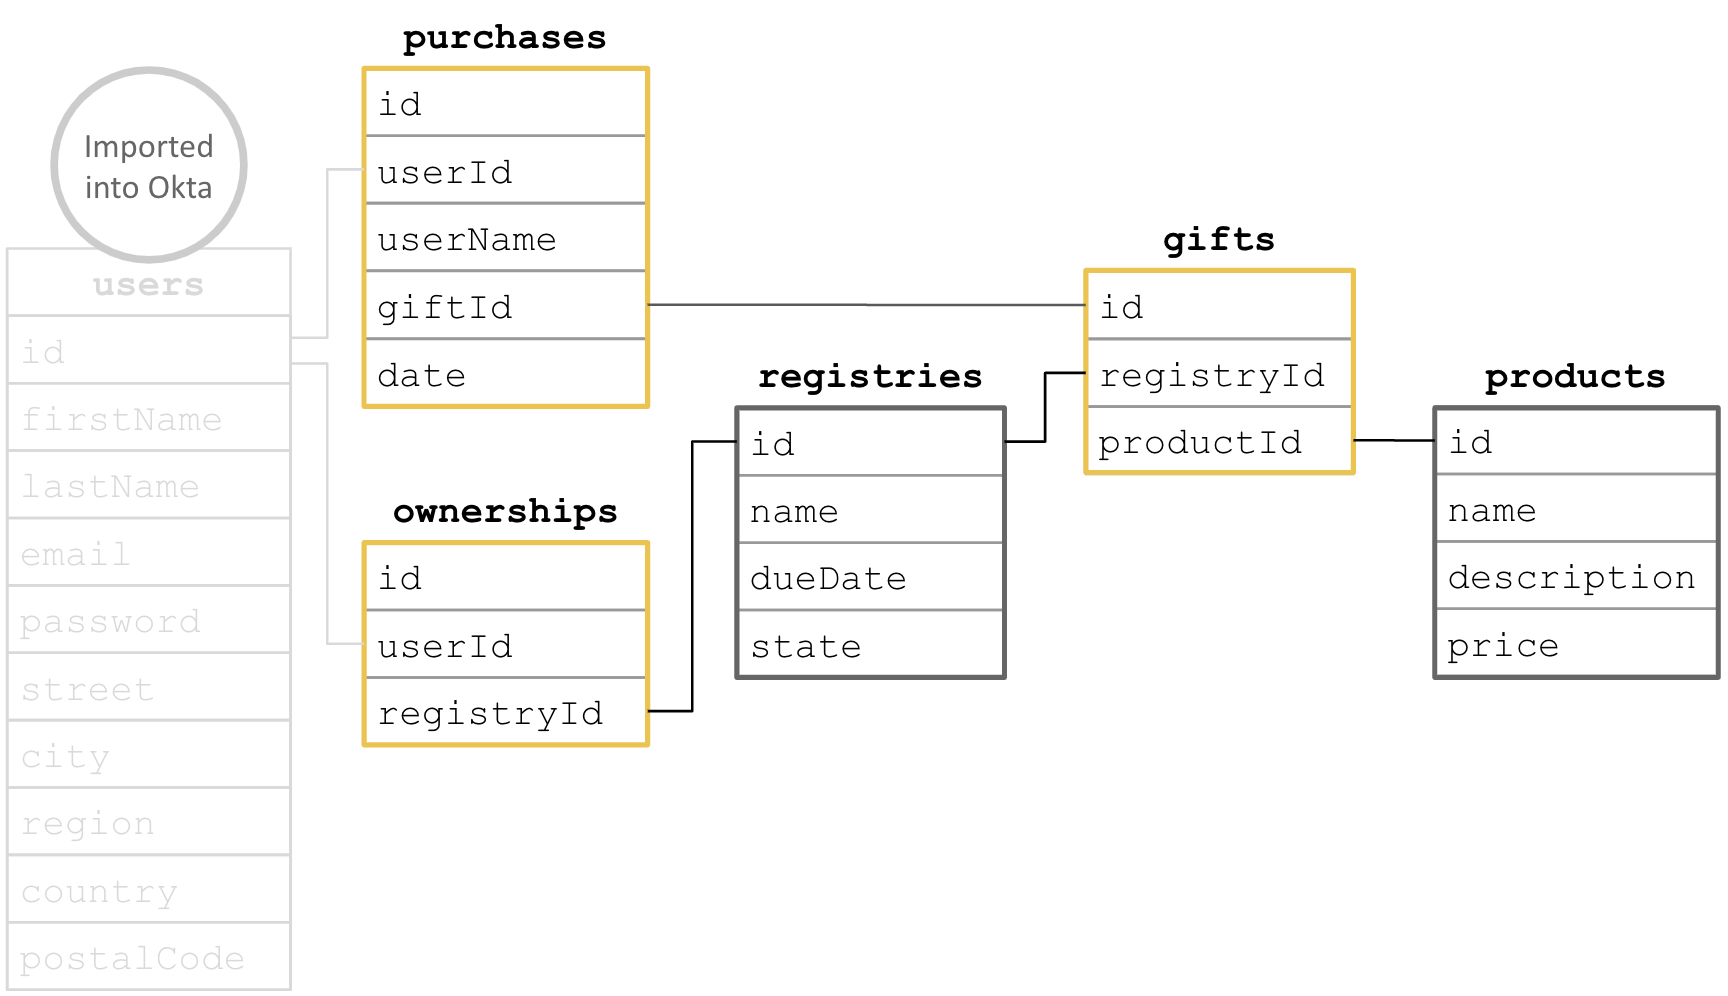 Imported
into Okta
users
id
firstName
lastName
email
password
street
city
region
country
postalCode
purchases
id
userId
userName
giftId
date
ownerships
id
userId
registryId
registries
id
name
dueDate
state
gifts
id
registryId
productId
products
id
name
description
price